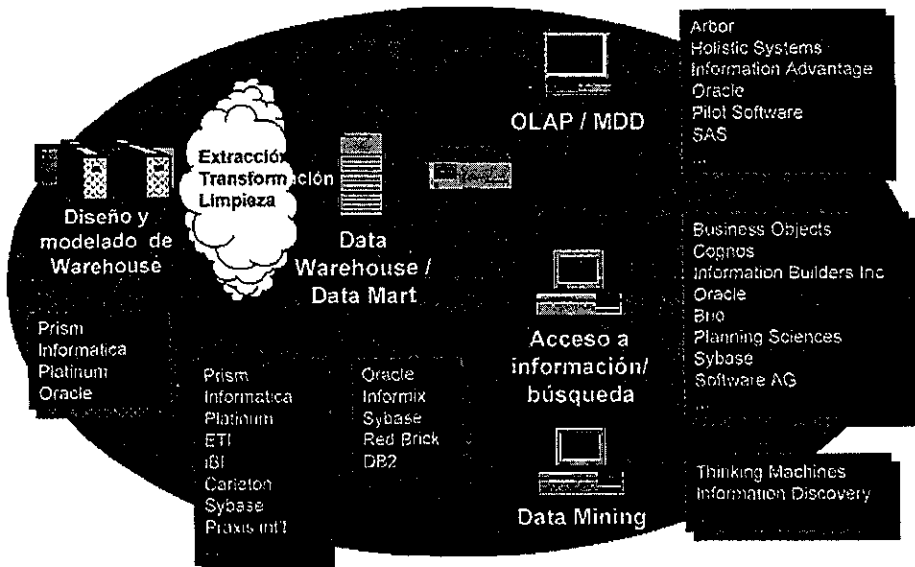 Diseño y
modelado de
Warehouse
Prism
Informatica
Platinum
Oracle
Extracción
Transformación
Limpieza
Prism
Informatica
Platinum
ETI
iBI
Carleton
Sybase
Praxis int'l
...
Data
Warehouse /
Data Mart
Oracle
Informix
Sybase
Red Brick
DB2
OLAP / MDD
Arbor
Holistic Systems
Information Advantage
Oracle
Pilot Software
SAS
...
Acceso a
información/
búsqueda
Business Objects
Cognos
Information Builders Inc
Oracle
Brio
Planning Sciences
Sybase
Software AG
...
Data Mining
Thinking Machines
Information Discovery